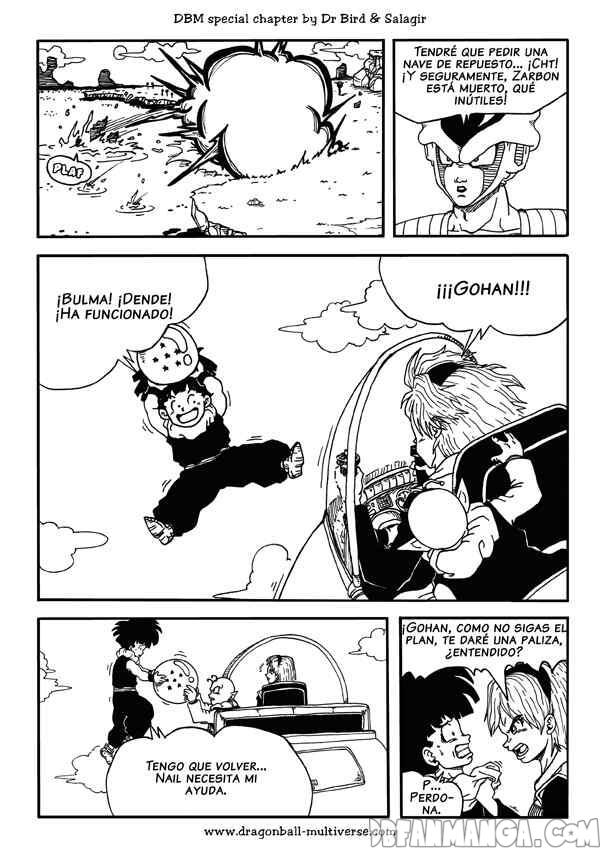 DBM special chapter by Dr Bird & Salagir
PLAF
Tendré que pedir una
nave de repuesto... ¡Cht!
¡Y seguramente, Zarbon
está muerto, qué
inútiles!
¡Bulma! ¡Dende!
¡Ha funcionado!
¡¡¡Gohan!!!
Tengo que volver...
Nail necesita mi
ayuda.
¡Gohan, como no sigas el
plan, te daré una paliza,
¿entendido?
P...
Perdo-
na.
www.dragonball-multiverse.com
DBFANMANGA.COM